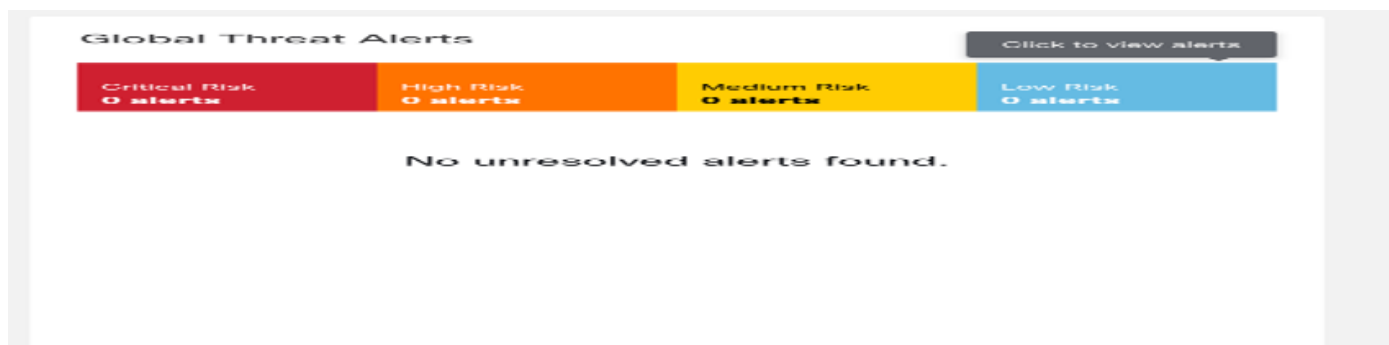 Global Threat Alerts
Click to view alerts
Critical Risk
0 alerts
High Risk
0 alerts
Medium Risk
0 alerts
Low Risk
0 alerts
No unresolved alerts found.